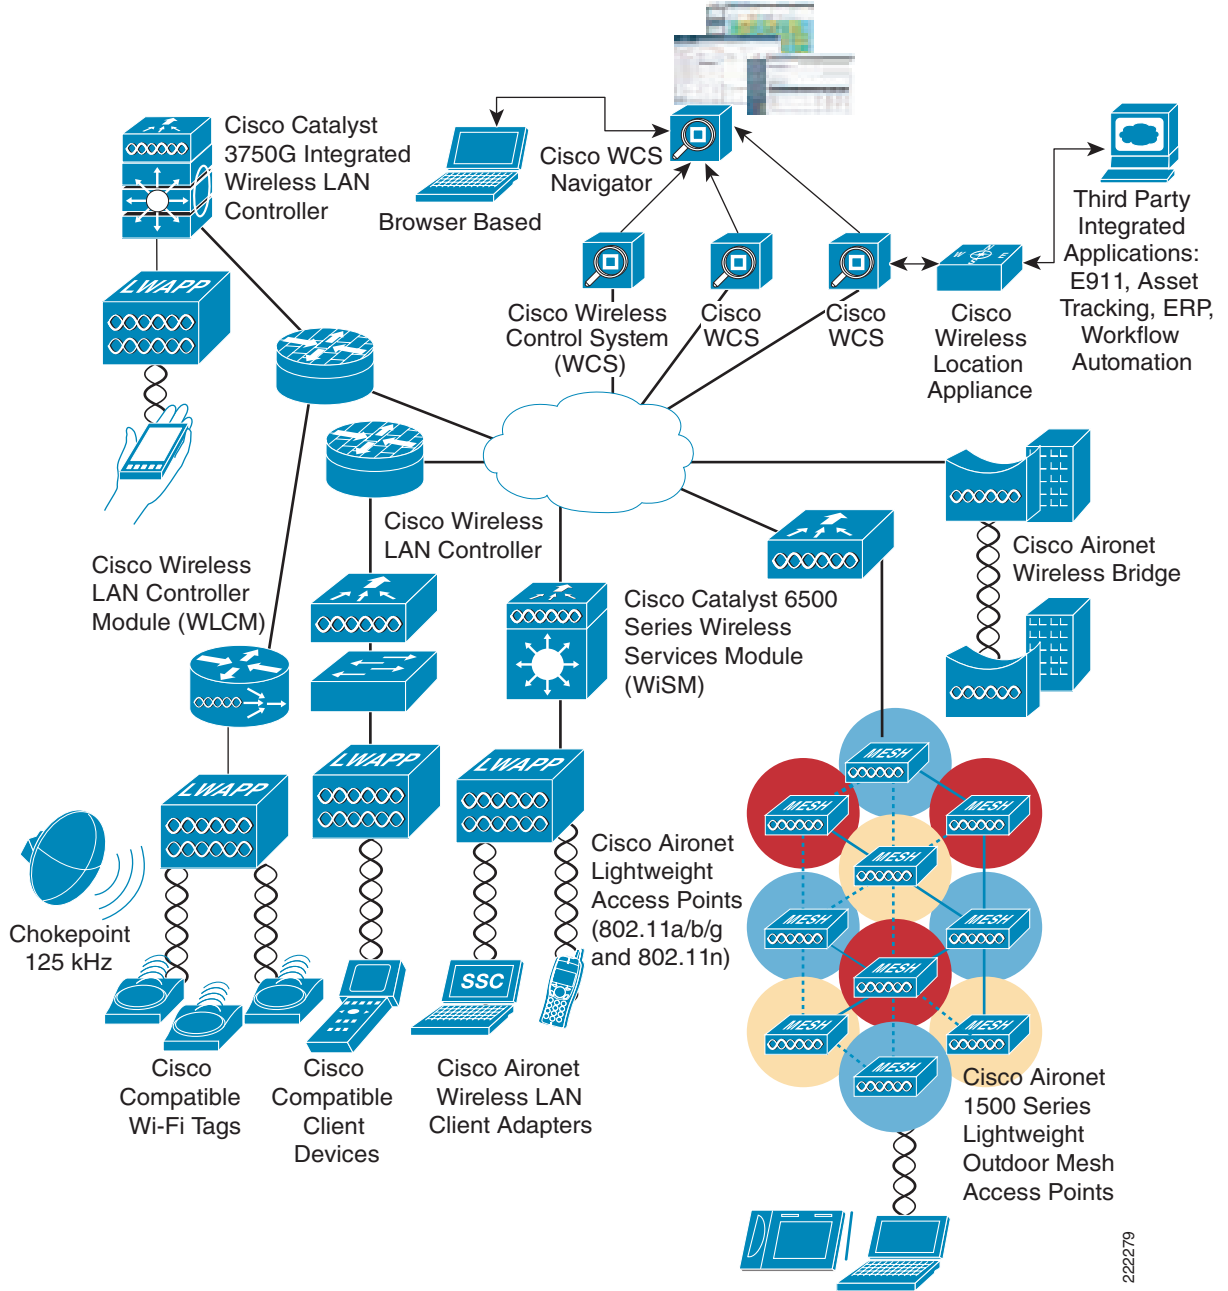 Cisco Catalyst
3750G Integrated
Wireless LAN
Controller
Browser Based
Cisco WCS
Navigator
Third Party
Integrated
Applications:
E911, Asset
Tracking, ERP,
Workflow
Automation
Cisco Wireless
Control System
(WCS)
Cisco
WCS
Cisco
WCS
W
N
S
E
Cisco
Wireless
Location
Appliance
LWAPP
Cisco Wireless
LAN Controller
Cisco Aironet
Wireless Bridge
Cisco Wireless
LAN Controller
Module (WLCM)
Cisco Catalyst 6500
Series Wireless
Services Module
(WiSM)
LWAPP
LWAPP
LWAPP
MESH
MESH
MESH
MESH
MESH
MESH
MESH
MESH
MESH
MESH
Cisco Aironet
Lightweight
Access Points
(802.11a/b/g
and 802.11n)
Chokepoint
125 kHz
SSC
Cisco
Compatible
Wi-Fi Tags
Cisco
Compatible
Client
Devices
Cisco Aironet
Wireless LAN
Client Adapters
Cisco Aironet
1500 Series
Lightweight
Outdoor Mesh
Access Points
222279